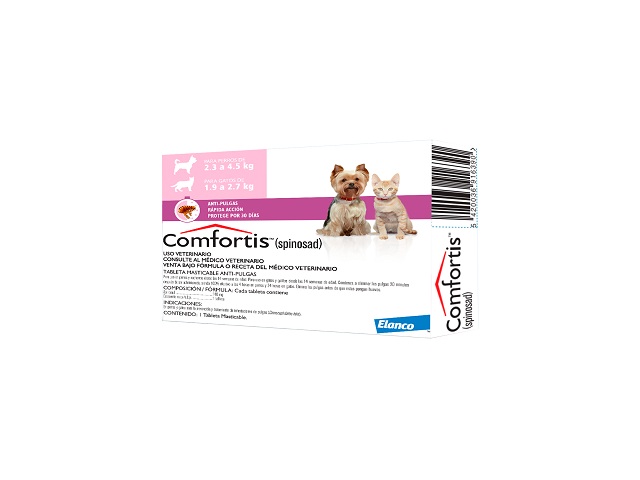 PARA PERROS DE
2.3 a 4.5 kg
PARA GATOS DE
1.9 a 2.7 kg
ANTI-PULGAS
RÁPIDA ACCIÓN
PROTEGE POR 30 DÍAS
Comfortis™ (spinosad)
USO VETERINARIO
CONSULTE AL MÉDICO VETERINARIO
VENTA BAJO FÓRMULA O RECETA DEL MÉDICO VETERINARIO
TABLETA MASTICABLE ANTI-PULGAS
COMPOSICIÓN / FÓRMULA: Cada tableta contiene
INDICACIONES:
CONTENIDO: 1 Tableta Masticable.
Elanco
Comfortis™
(spinosad)